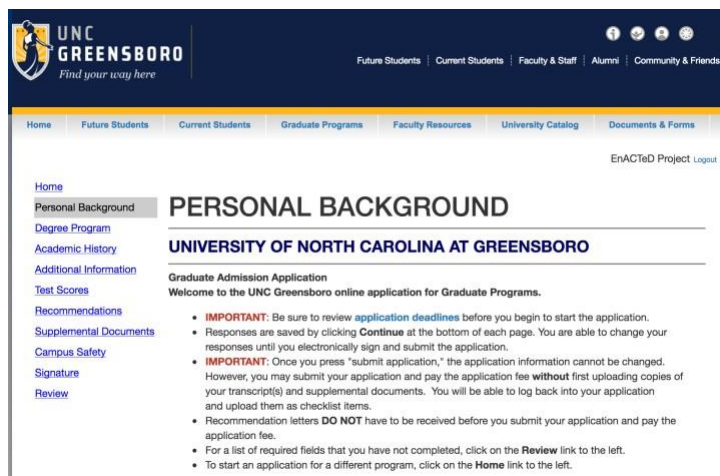 UNC
GREENSBORO
Find your way here
Future Students
Current Students
Faculty & Staff
Alumni
Community & Friends
Home
Future Students
Current Students
Graduate Programs
Faculty Resources
University Catalog
Documents & Forms
EnACTeD Project Logout
Home
Personal Background
Degree Program
Academic History
Additional Information
Test Scores
Recommendations
Supplemental Documents
Campus Safety
Signature
Review
PERSONAL BACKGROUND
UNIVERSITY OF NORTH CAROLINA AT GREENSBORO
Graduate Admission Application
Welcome to the UNC Greensboro online application for Graduate Programs.
• IMPORTANT: Be sure to review application deadlines before you begin to start the application.
• Responses are saved by clicking Continue at the bottom of each page. You are able to change your
responses until you electronically sign and submit the application.
• IMPORTANT: Once you press "submit application," the application information cannot be changed.
However, you may submit your application and pay the application fee without first uploading copies of
your transcript(s) and supplemental documents. You will be able to log back into your application
and upload them as checklist items.
• Recommendation letters DO NOT have to be received before you submit your application and pay the
application fee.
• For a list of required fields that you have not completed, click on the Review link to the left.
• To start an application for a different program, click on the Home link to the left.